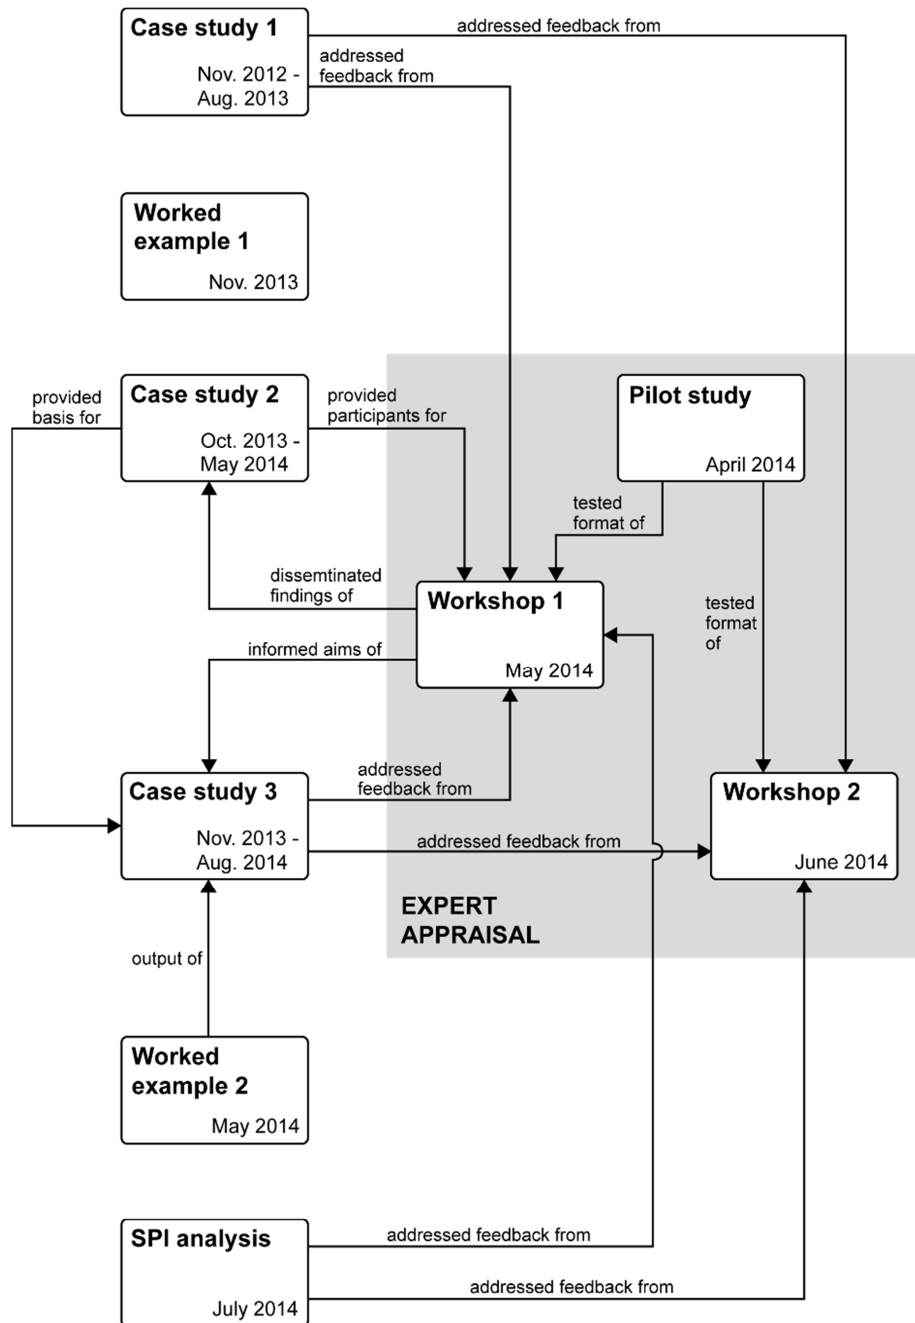 Case study 1
Nov. 2012 -
Aug. 2013
addressed feedback from
addressed
feedback from
Worked
example 1
Nov. 2013
provided
basis for
Case study 2
Oct. 2013 -
May 2014
provided
participants for
Pilot study
April 2014
tested
format of
dissemtinated
findings of
Workshop 1
May 2014
tested
format
of
informed aims of
Case study 3
Nov. 2013 -
Aug. 2014
addressed
feedback from
Workshop 2
June 2014
addressed feedback from
EXPERT
APPRAISAL
output of
Worked
example 2
May 2014
SPI analysis
July 2014
addressed feedback from
addressed feedback from